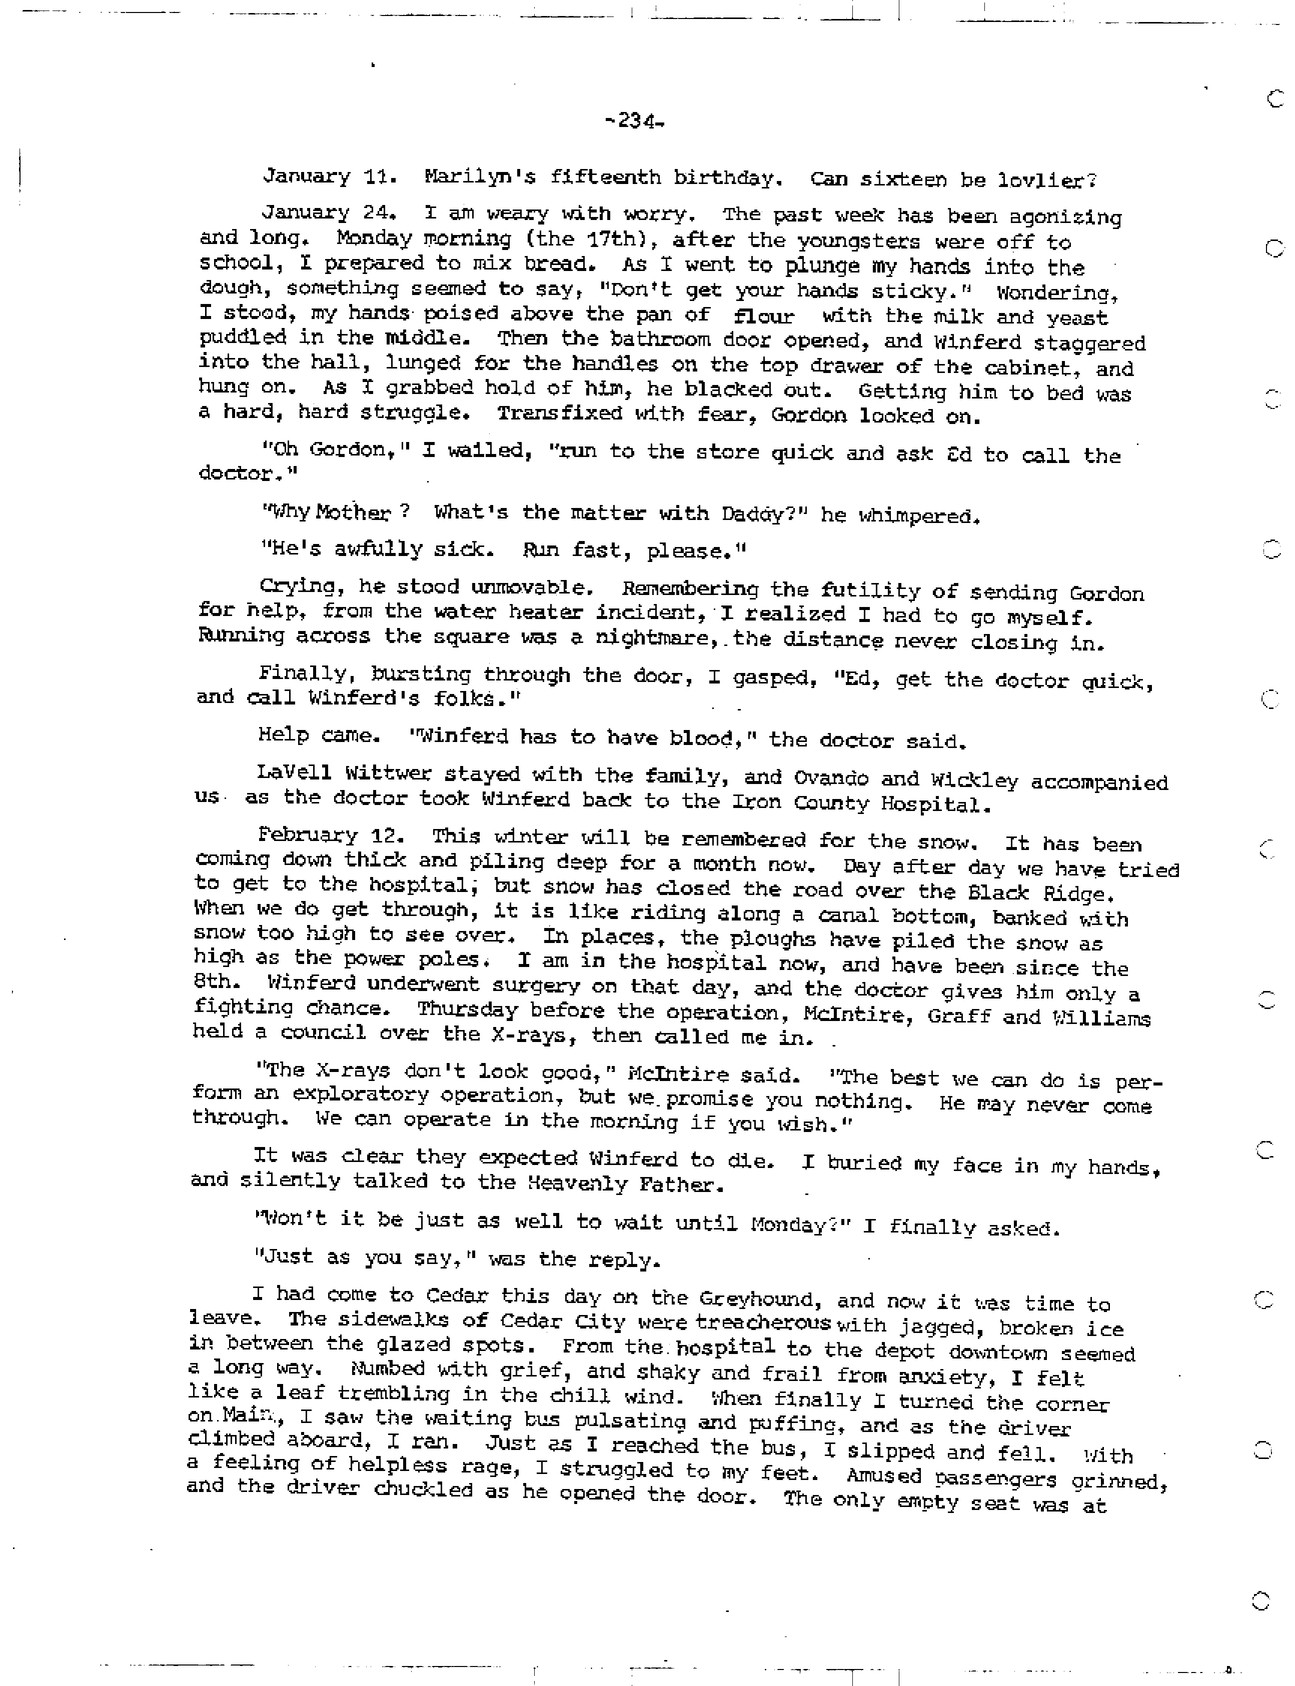 -234-
January 11. Marilyn's fifteenth birthday. Can sixteen be lovlier?
January 24. I am weary with worry. The past week has been agonizing
and long. Monday morning (the 17th), after the youngsters were off to
school, I prepared to mix bread. As I went to plunge my hands into the
dough, something seemed to say, "Don't get your hands sticky." Wondering,
I stood, my hands poised above the pan of flour with the milk and yeast
puddled in the middle. Then the bathroom door opened, and Winferd staggered
into the hall, lunged for the handles on the top drawer of the cabinet, and
hung on. As I grabbed hold of him, he blacked out. Getting him to bed was
a hard, hard struggle. Transfixed with fear, Gordon looked on.
"Oh Gordon," I wailed, "run to the store quick and ask Ed to call the
doctor."
"Why Mother? What's the matter with Daddy?" he whimpered.
"He's awfully sick. Run fast, please."
Crying, he stood unmovable. Remembering the futility of sending Gordon
for help, from the water heater incident, I realized I had to go myself.
Running across the square was a nightmare, the distance never closing in.
Finally, bursting through the door, I gasped, "Ed, get the doctor quick,
and call Winferd's folks."
Help came. "Winferd has to have blood," the doctor said.
LaVell Wittwer stayed with the family, and Ovando and Wickley accompanied
us as the doctor took Winferd back to the Iron County Hospital.
February 12. This winter will be remembered for the snow. It has been
coming down thick and piling deep for a month now. Day after day we have tried
to get to the hospital; but snow has closed the road over the Black Ridge.
When we do get through, it is like riding along a canal bottom, banked with
snow too high to see over. In places, the ploughs have piled the snow as
high as the power poles. I am in the hospital now, and have been since the
8th. Winferd underwent surgery on that day, and the doctor gives him only a
fighting chance. Thursday before the operation, McIntire, Graff and Williams
held a council over the X-rays, then called me in.
"The X-rays don't look good," McIntire said. "The best we can do is per-
form an exploratory operation, but we promise you nothing. He may never come
through. We can operate in the morning if you wish."
It was clear they expected Winferd to die. I buried my face in my hands,
and silently talked to the Heavenly Father.
"Won't it be just as well to wait until Monday?" I finally asked.
"Just as you say," was the reply.
I had come to Cedar this day on the Greyhound, and now it was time to
leave. The sidewalks of Cedar City were treacherous with jagged, broken ice
in between the glazed spots. From the hospital to the depot downtown seemed
a long way. Numbed with grief, and shaky and frail from anxiety, I felt
like a leaf trembling in the chill wind. When finally I turned the corner
on Main, I saw the waiting bus pulsating and puffing, and as the driver
climbed aboard, I ran. Just as I reached the bus, I slipped and fell. With
a feeling of helpless rage, I struggled to my feet. Amused passengers grinned,
and the driver chuckled as he opened the door. The only empty seat was at